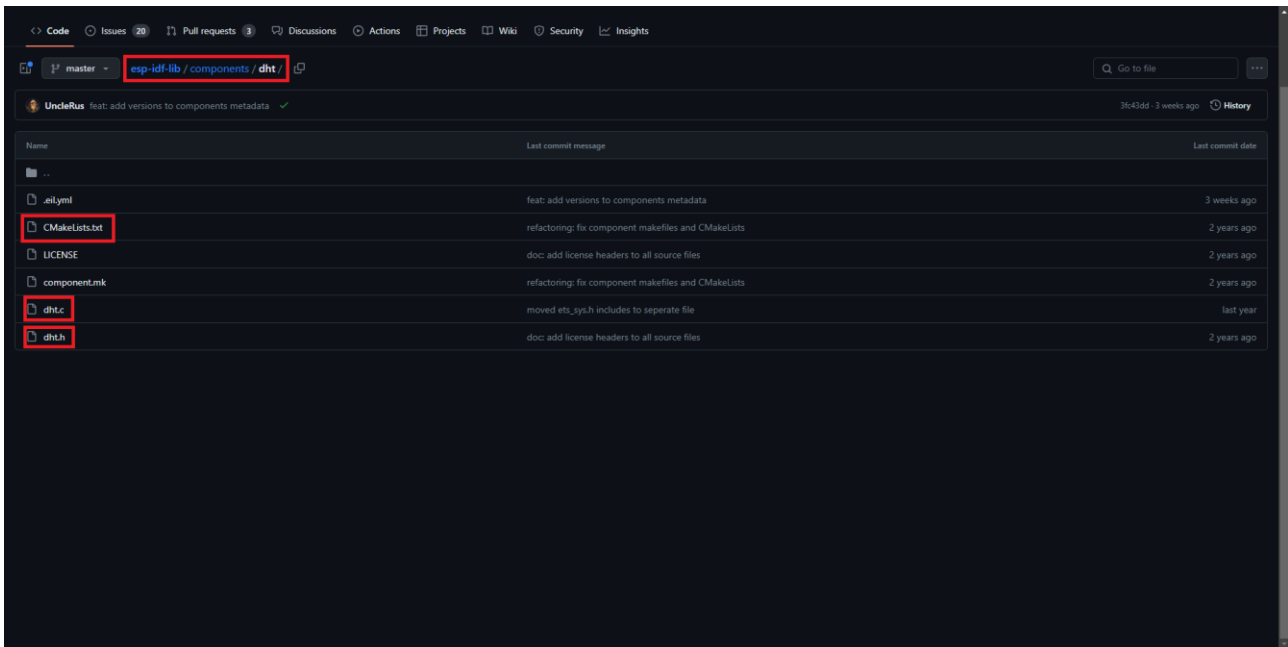 Code Issues 20 Pull requests 3 Discussions Actions Projects Wiki Security Insights
master esp-idf-lib / components / dht / Go to file
UncleRus feat: add versions to components metadata 3fc43dd · 3 weeks ago History
Name Last commit message Last commit date
..
.eil.yml feat: add versions to components metadata 3 weeks ago
CMakeLists.txt refactoring: fix component makefiles and CMakeLists 2 years ago
LICENSE doc: add license headers to all source files 2 years ago
component.mk refactoring: fix component makefiles and CMakeLists 2 years ago
dht.c moved ets_sys.h includes to seperate file last year
dht.h doc: add license headers to all source files 2 years ago